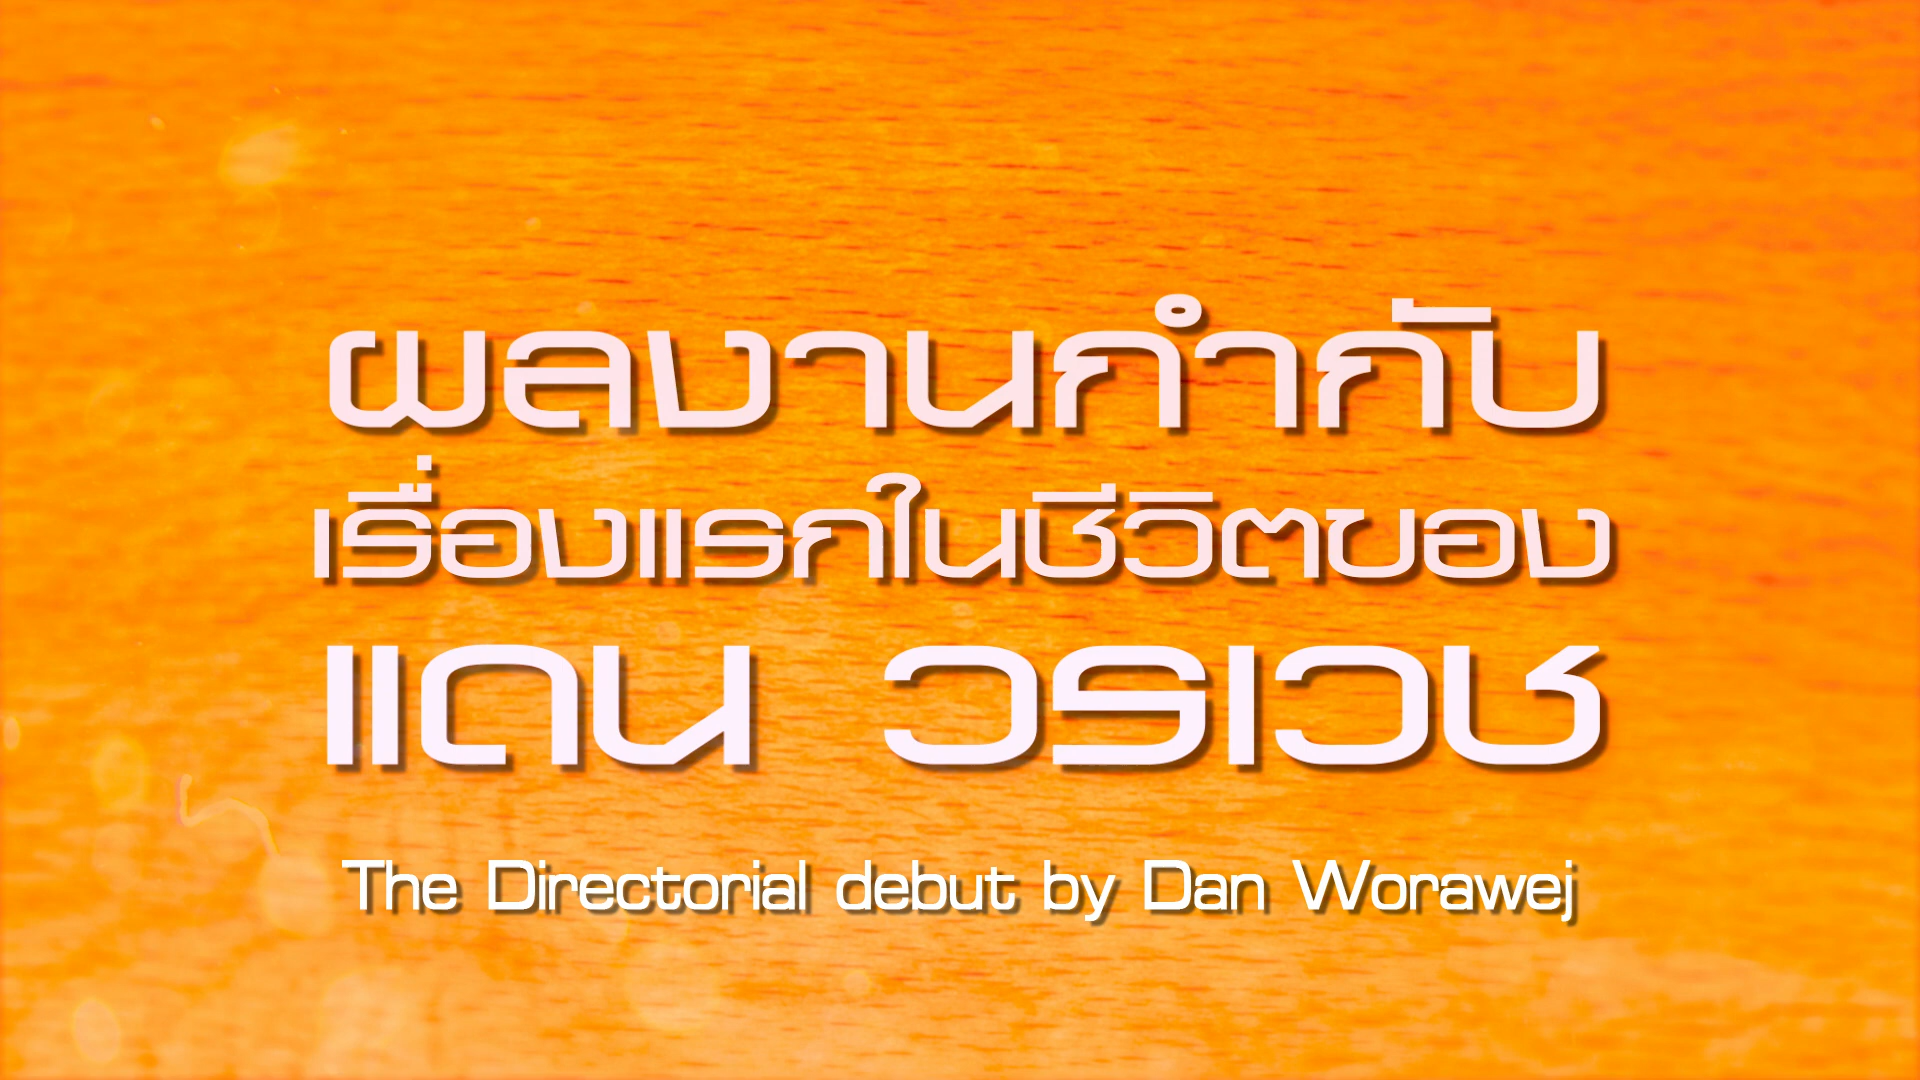 ผลงานกำกับ
เรื่องแรกในชีวิตของ
แดน วรเวช
The Directorial debut by Dan Worawej